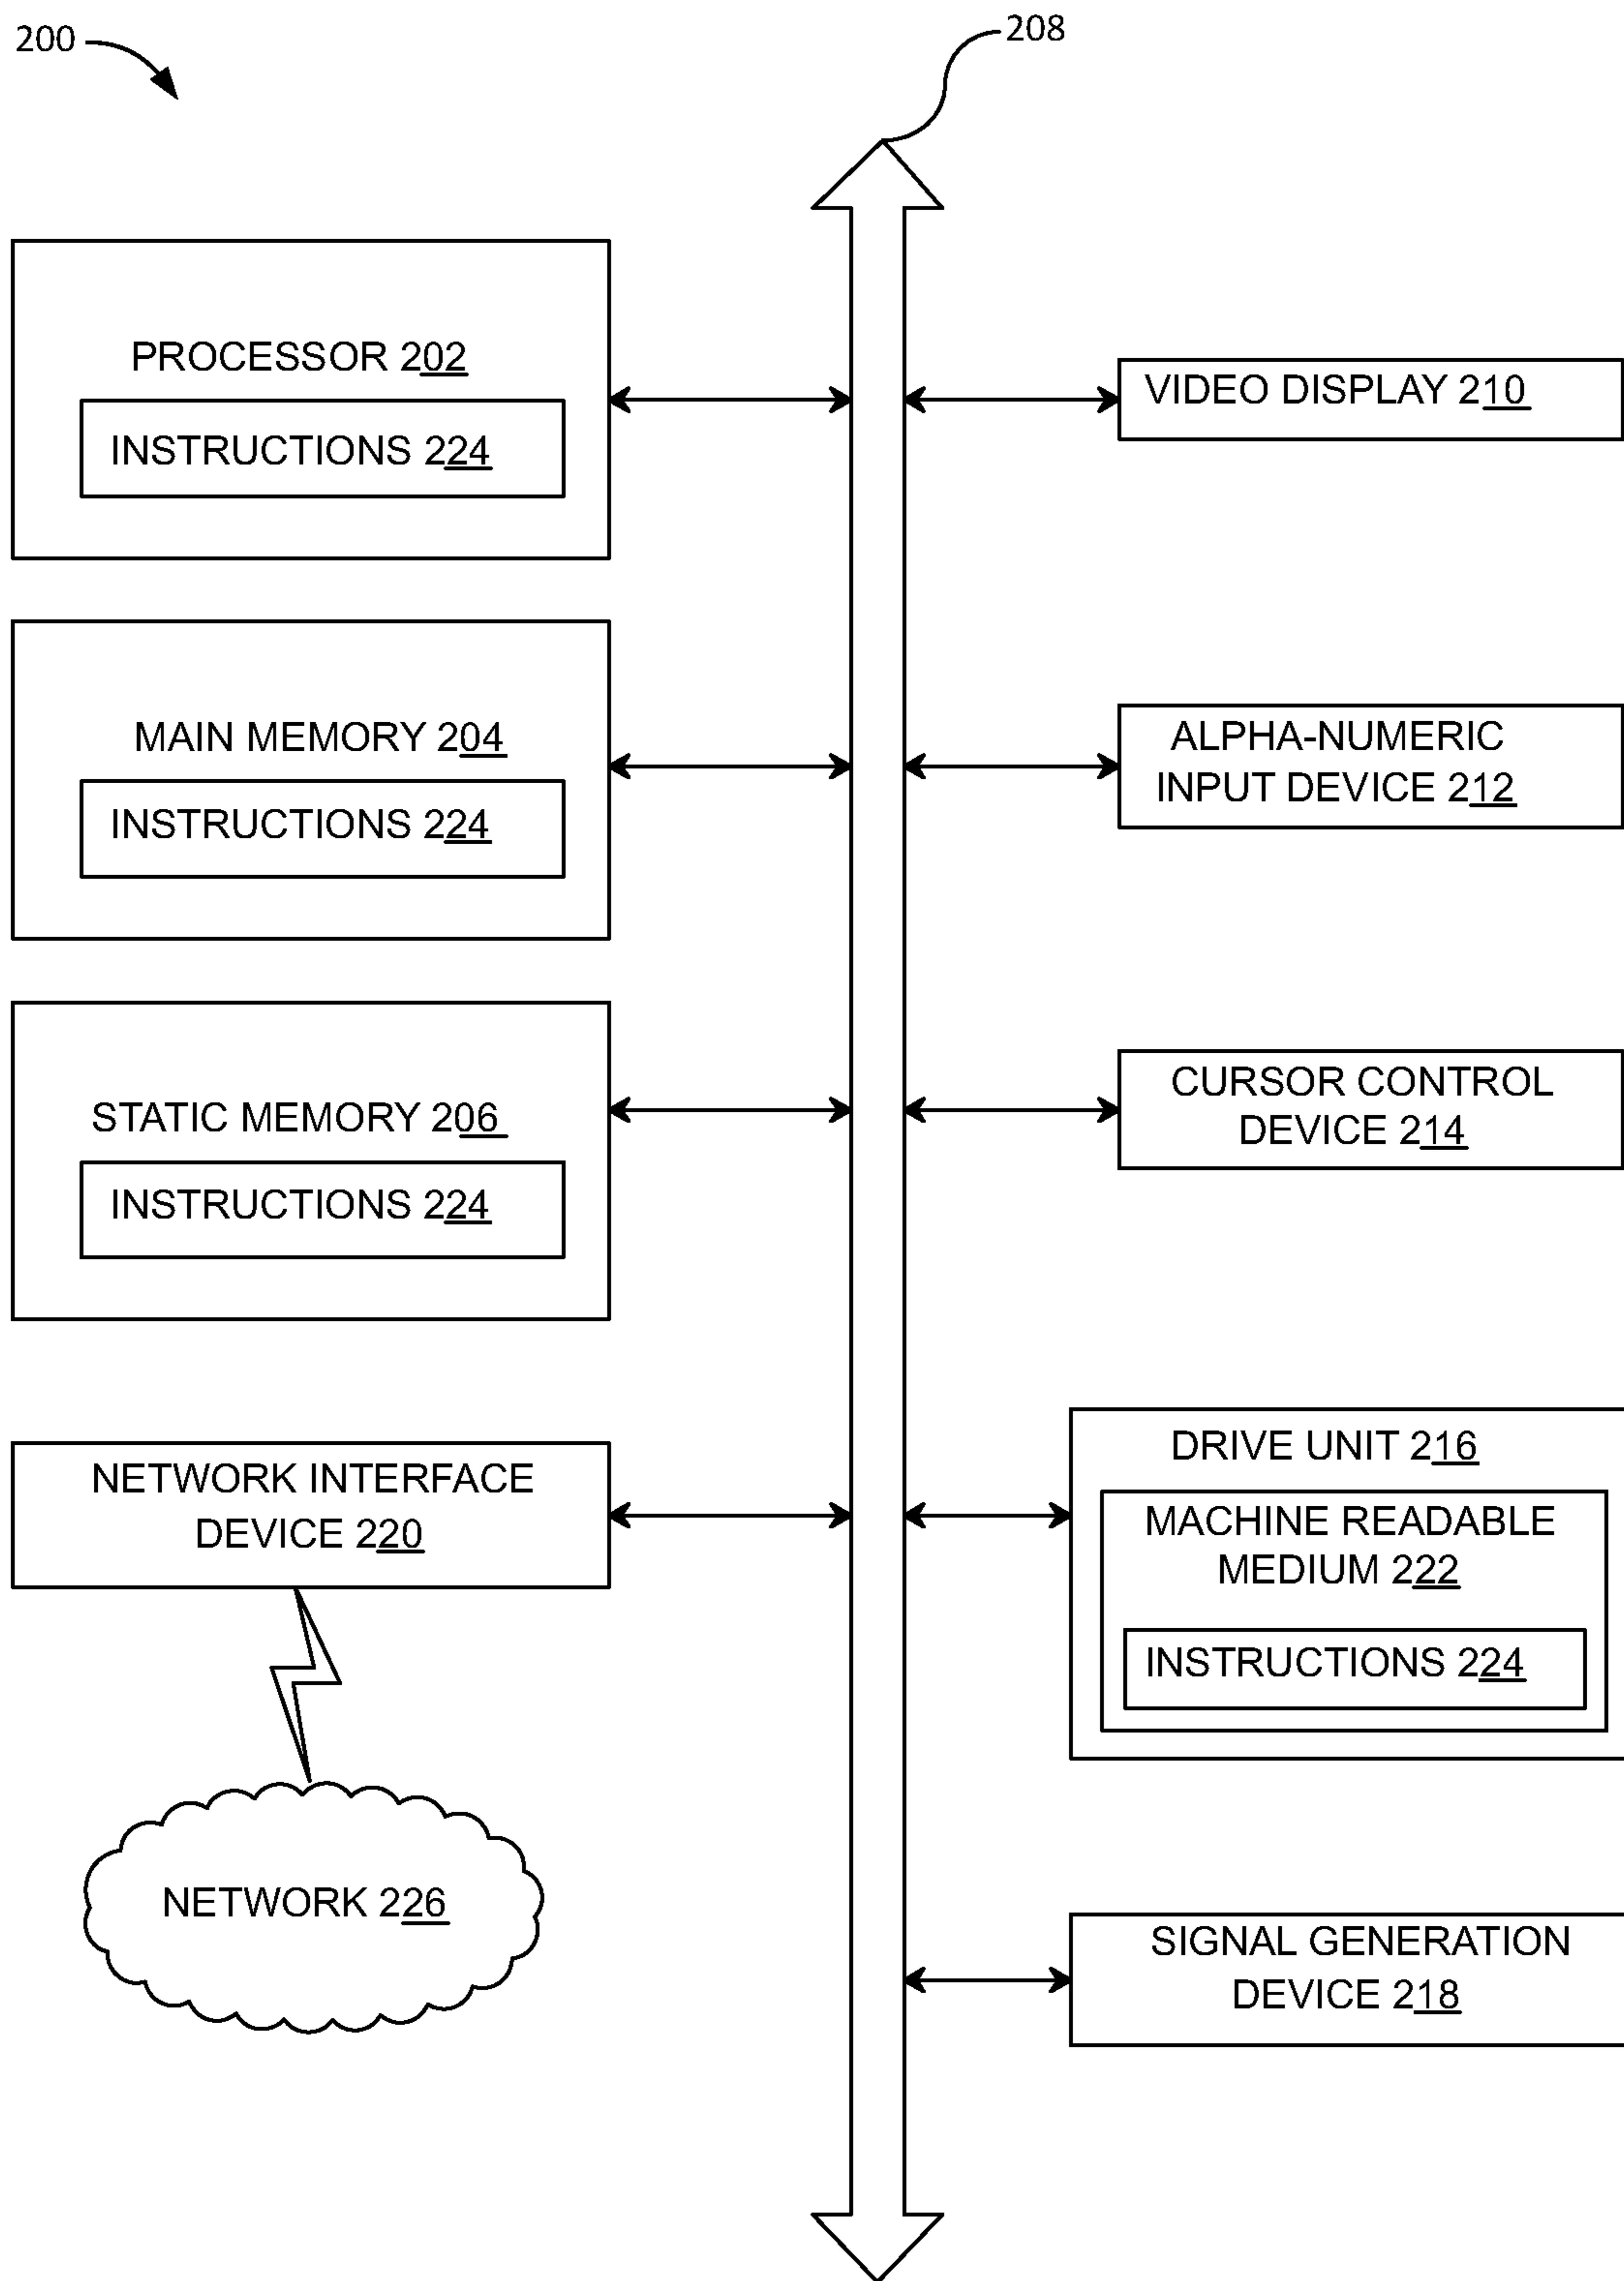 200
208
PROCESSOR 202
INSTRUCTIONS 224
MAIN MEMORY 204
INSTRUCTIONS 224
STATIC MEMORY 206
INSTRUCTIONS 224
NETWORK INTERFACE
DEVICE 220
NETWORK 226
VIDEO DISPLAY 210
ALPHA-NUMERIC
INPUT DEVICE 212
CURSOR CONTROL
DEVICE 214
DRIVE UNIT 216
MACHINE READABLE
MEDIUM 222
INSTRUCTIONS 224
SIGNAL GENERATION
DEVICE 218